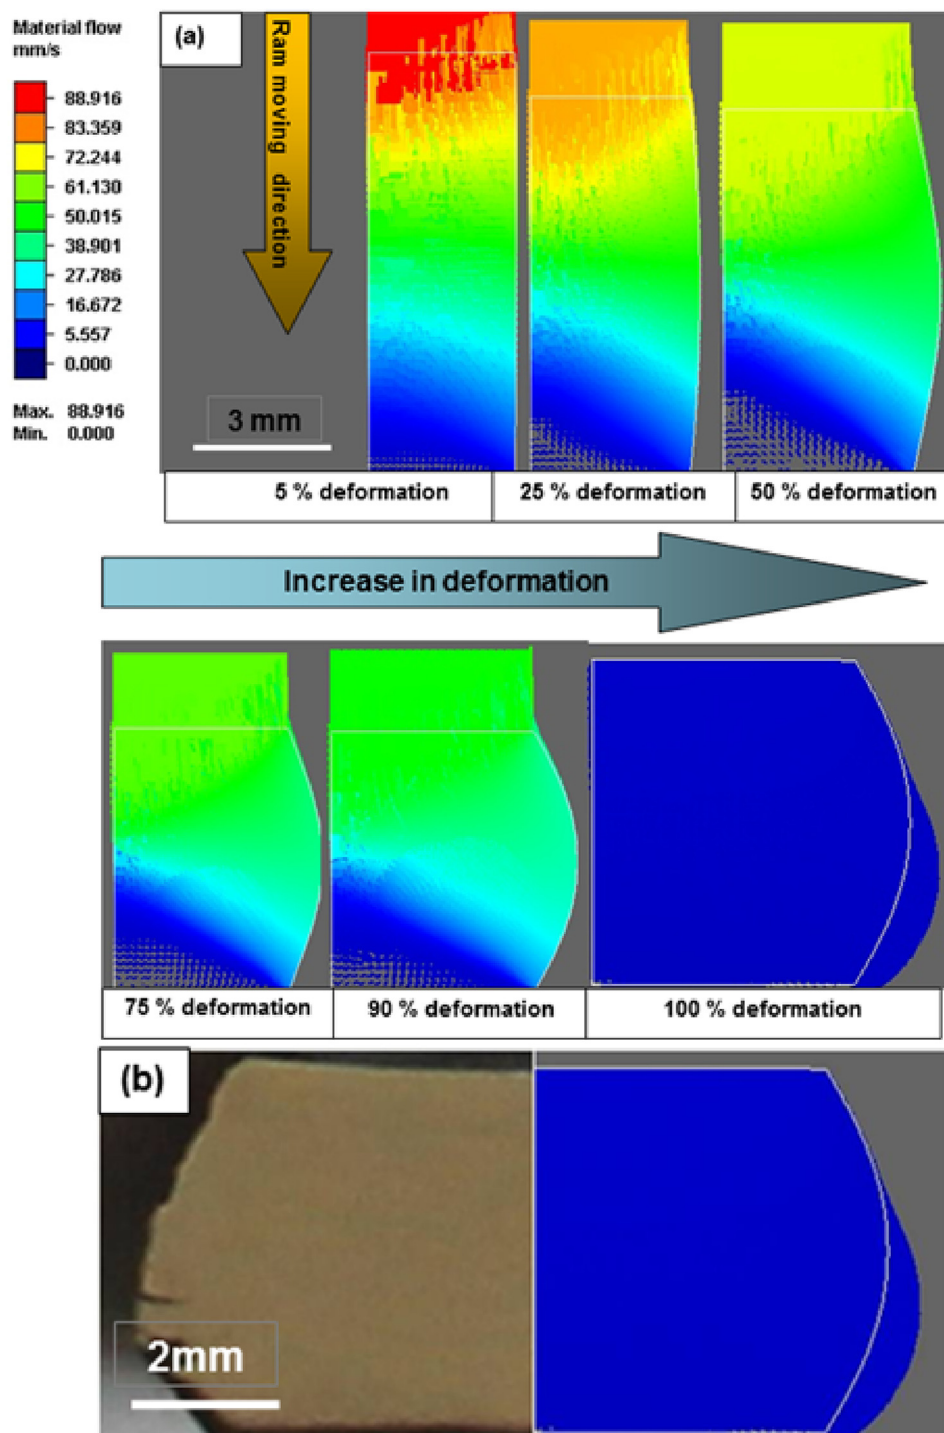 Material flow
mm/s
88.916
83.359
72.244
61.130
50.015
38.901
27.786
16.672
5.557
0.000
Max. 88.916
Min. 0.000
(a)
Ram moving direction
3 mm
5 % deformation
25 % deformation
50 % deformation
Increase in deformation
75 % deformation
90 % deformation
100 % deformation
(b)
2mm